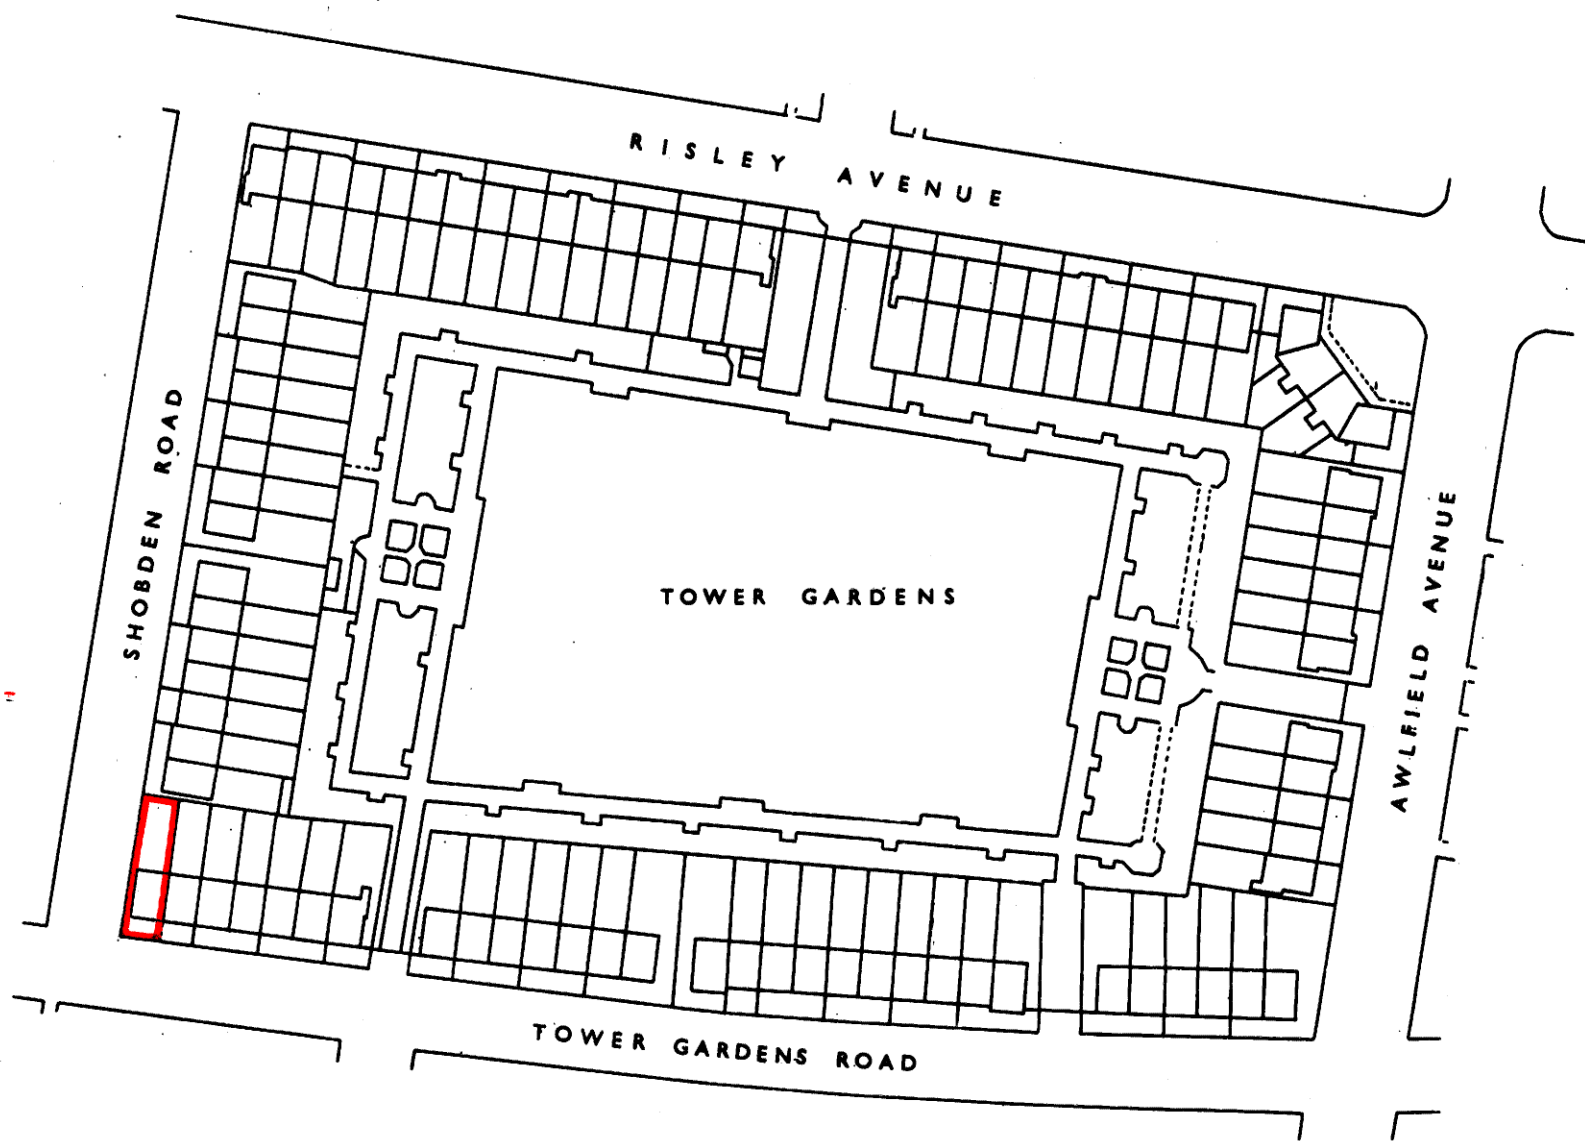 RISLEY AVENUE
SHOBDEN ROAD
TOWER GARDENS
AWLFIELD AVENUE
TOWER GARDENS ROAD